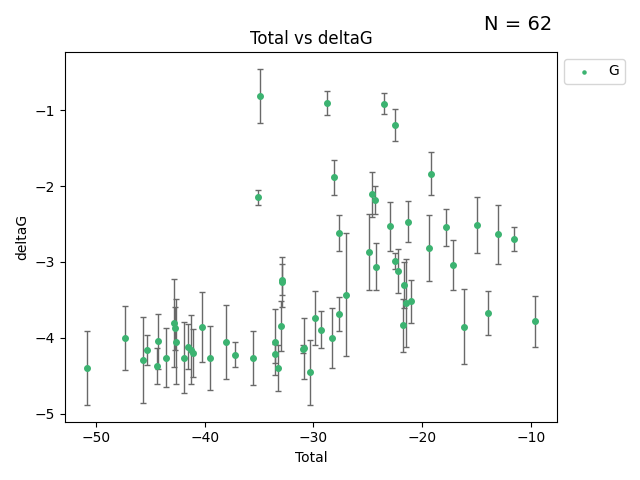 N = 62
Total vs deltaG
G
−1
−2
−3
−4
−5
deltaG
−50 −40 −30 −20 −10
Total